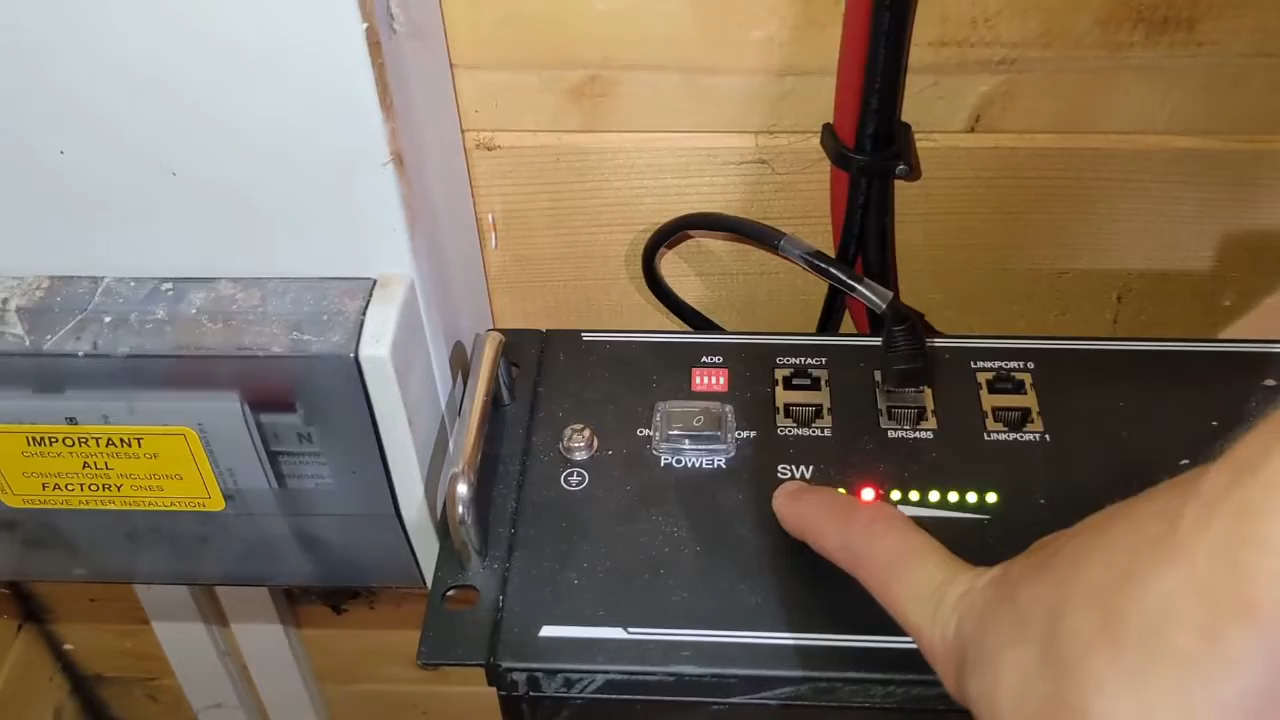 IMPORTANT
CHECK TIGHTNESS OF
ALL
CONNECTIONS INCLUDING
FACTORY ONES
REMOVE AFTER INSTALLATION
N
ADD
ON
OFF
POWER
CONTACT
CONSOLE
B/RS485
LINKPORT 0
LINKPORT 1
SW